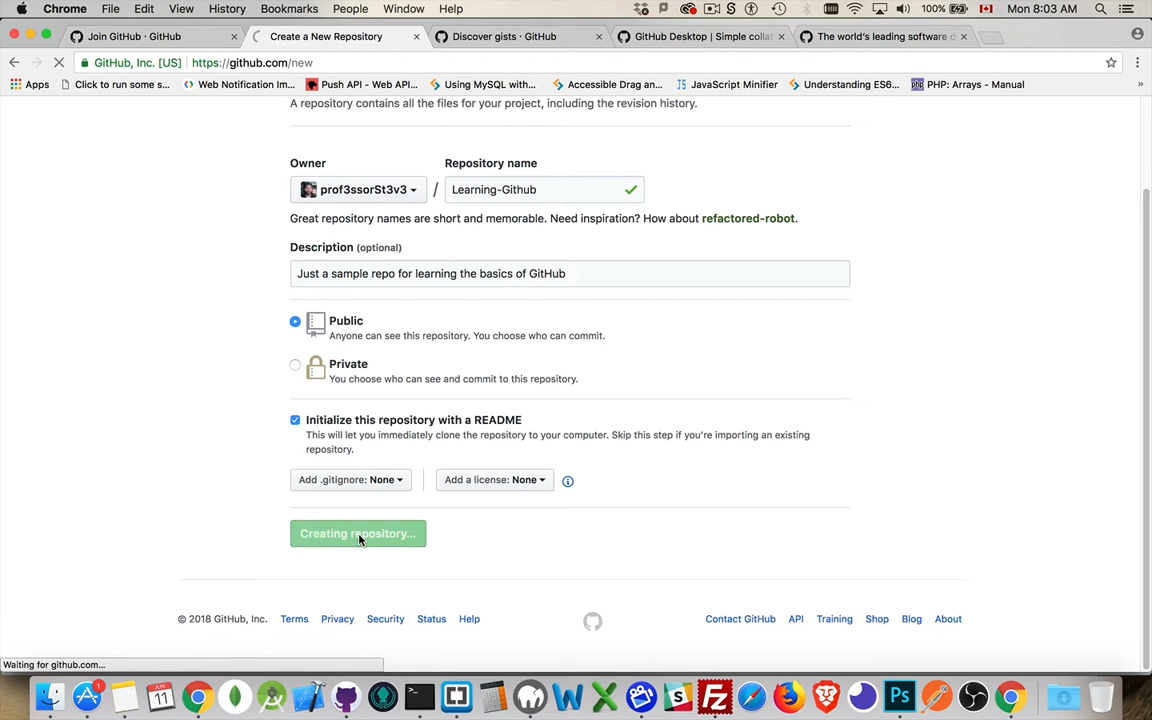 Chrome File Edit View History Bookmarks People Window Help 100% Mon 8:03 AM
Join GitHub · GitHub
Create a New Repository
Discover gists · GitHub
GitHub Desktop | Simple colla
The world's leading software d
GitHub, Inc. [US] https://github.com/new
Apps Click to run some s... Web Notification Im... Push API - Web API... Using MySQL with... Accessible Drag an... JavaScript Minifier Understanding ES6... PHP: Arrays - Manual »
A repository contains all the files for your project, including the revision history.
Owner Repository name
prof3ssorSt3v3 / Learning-Github
Great repository names are short and memorable. Need inspiration? How about refactored-robot.
Description (optional)
Just a sample repo for learning the basics of GitHub
Public
Anyone can see this repository. You choose who can commit.
Private
You choose who can see and commit to this repository.
Initialize this repository with a README
This will let you immediately clone the repository to your computer. Skip this step if you're importing an existing
repository.
Add .gitignore: None Add a license: None
Creating repository...
© 2018 GitHub, Inc. Terms Privacy Security Status Help Contact GitHub API Training Shop Blog About
Waiting for github.com...